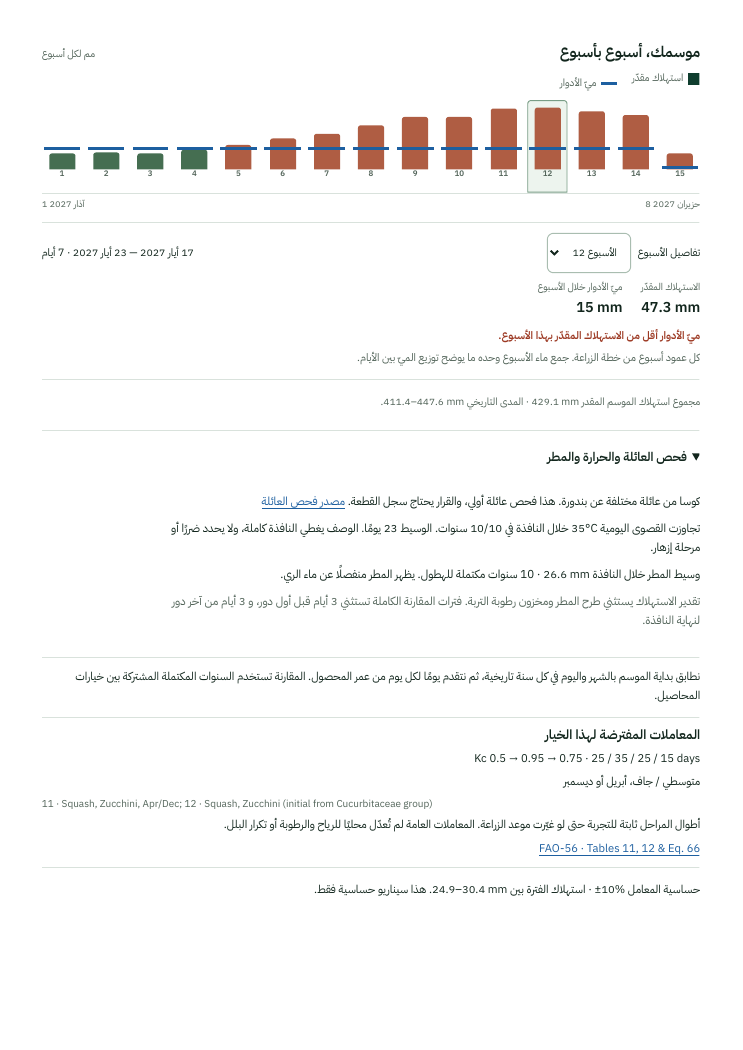 موسمك، أسبوع بأسبوع
مم لكل أسبوع
استهلاك مقدّر
ميّ الأدوار
1 2 3 4 5 6 7 8 9 10 11 12 13 14 15
1 آذار 2027
8 حزيران 2027
تفاصيل الأسبوع
الأسبوع 12
17 أيار 2027 — 23 أيار 2027 · 7 أيام
الاستهلاك المقدّر
ميّ الأدوار خلال الأسبوع
47.3 mm
15 mm
ميّ الأدوار أقل من الاستهلاك المقدّر بهذا الأسبوع.
كل عمود أسبوع من خطة الزراعة. جمع ماء الأسبوع وحده ما يوضح توزيع الميّ بين الأيام.
مجموع استهلاك الموسم المقدر 429.1 mm · المدى التاريخي 411.4–447.6 mm.
▼ فحص العائلة والحرارة والمطر
كوسا من عائلة مختلفة عن بندورة. هذا فحص عائلة أولي، والقرار يحتاج سجل القطعة. مصدر فحص العائلة
تجاوزت القصوى اليومية 35°C خلال النافذة في 10/10 سنوات. الوسيط 23 يومًا. الوصف يغطي النافذة كاملة، ولا يحدد ضررًا أو
مرحلة إزهار.
وسيط المطر خلال النافذة 26.6 mm · 10 سنوات مكتملة للهطول. يظهر المطر منفصلًا عن ماء الري.
تقدير الاستهلاك يستثني طرح المطر ومخزون رطوبة التربة. فترات المقارنة الكاملة تستثني 3 أيام قبل أول دور، و 3 أيام من آخر دور
لنهاية النافذة.
نطابق بداية الموسم بالشهر واليوم في كل سنة تاريخية، ثم نتقدم يومًا لكل يوم من عمر المحصول. المقارنة تستخدم السنوات المكتملة المشتركة بين خيارات
المحاصيل.
المعاملات المفترضة لهذا الخيار
Kc 0.5 → 0.95 → 0.75 · 25 / 35 / 25 / 15 days
متوسطي / جاف، أبريل أو ديسمبر
11 · Squash, Zucchini, Apr/Dec; 12 · Squash, Zucchini (initial from Cucurbitaceae group)
أطوال المراحل ثابتة للتجربة حتى لو غيّرت موعد الزراعة. المعاملات العامة لم تُعدّل محليًا للرياح والرطوبة أو تكرار البلل.
FAO-56 · Tables 11, 12 & Eq. 66
حساسية المعامل ±10% · استهلاك الفترة بين 24.9–30.4 mm. هذا سيناريو حساسية فقط.